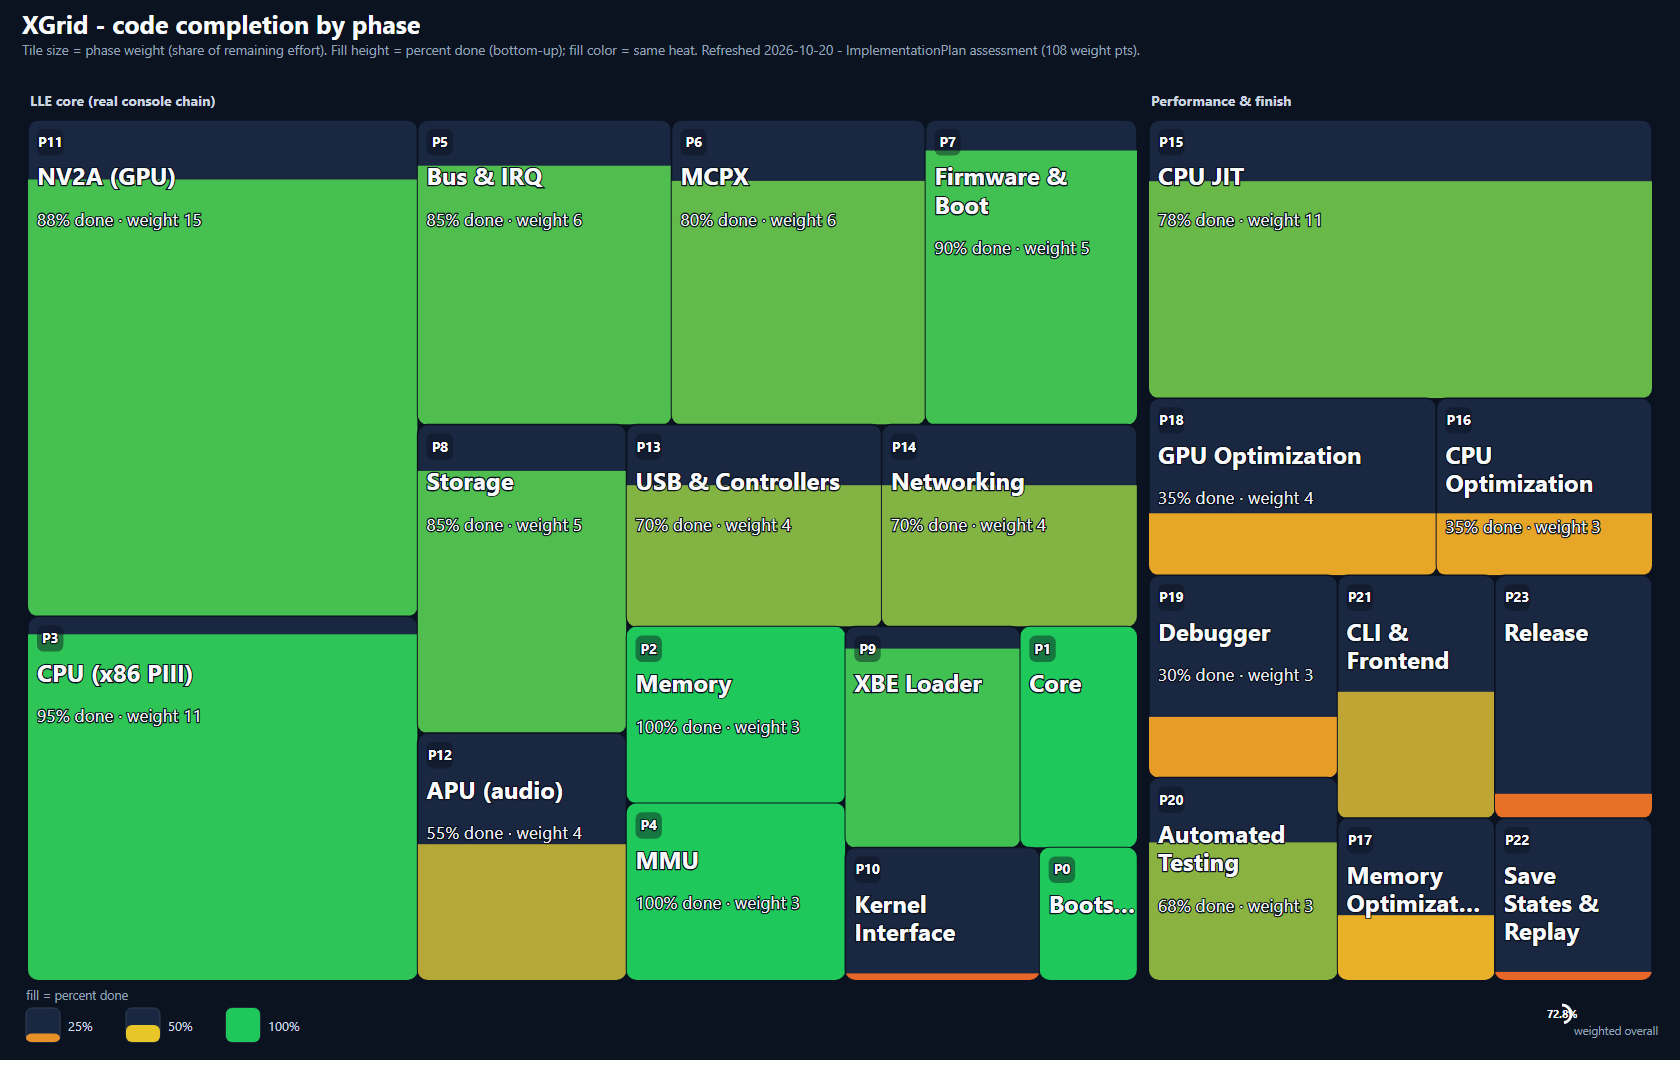 XGrid - code completion by phase
Tile size = phase weight (share of remaining effort). Fill height = percent done (bottom-up); fill color = same heat. Refreshed 2026-10-20 - ImplementationPlan assessment (108 weight pts).
LLE core (real console chain)
P11
NV2A (GPU)
88% done · weight 15
P5
Bus & IRQ
85% done · weight 6
P6
MCPX
80% done · weight 6
P7
Firmware &
Boot
90% done · weight 5
P3
CPU (x86 PIII)
95% done · weight 11
P8
Storage
85% done · weight 5
P13
USB & Controllers
70% done · weight 4
P14
Networking
70% done · weight 4
P12
APU (audio)
55% done · weight 4
P2
Memory
100% done · weight 3
P9
XBE Loader
P1
Core
P4
MMU
100% done · weight 3
P10
Kernel
Interface
P0
Boots...
Performance & finish
P15
CPU JIT
78% done · weight 11
P18
GPU Optimization
35% done · weight 4
P16
CPU
Optimization
35% done · weight 3
P19
Debugger
30% done · weight 3
P21
CLI &
Frontend
P23
Release
P20
Automated
Testing
68% done · weight 3
P17
Memory
Optimizat...
P22
Save
States &
Replay
fill = percent done
25%
50%
100%
72.8%
weighted overall